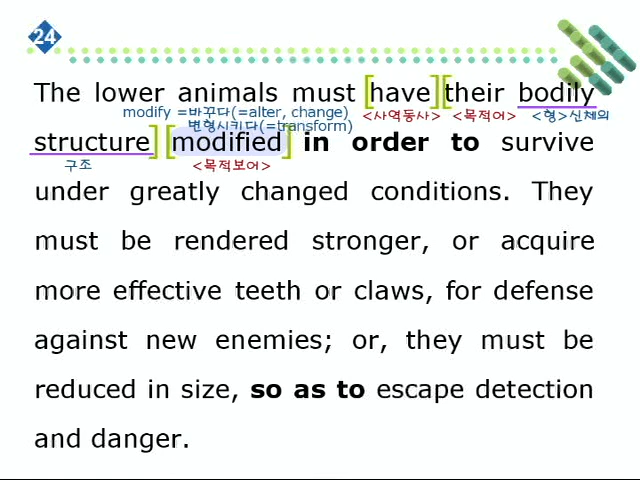 24
The lower animals must [have][their bodily
modify =바꾸다(=alter, change) <사역동사> <목적어> <형>신체의
변형시키다(=transform)
structure][modified] in order to survive
구조 <목적보어>
under greatly changed conditions. They
must be rendered stronger, or acquire
more effective teeth or claws, for defense
against new enemies; or, they must be
reduced in size, so as to escape detection
and danger.